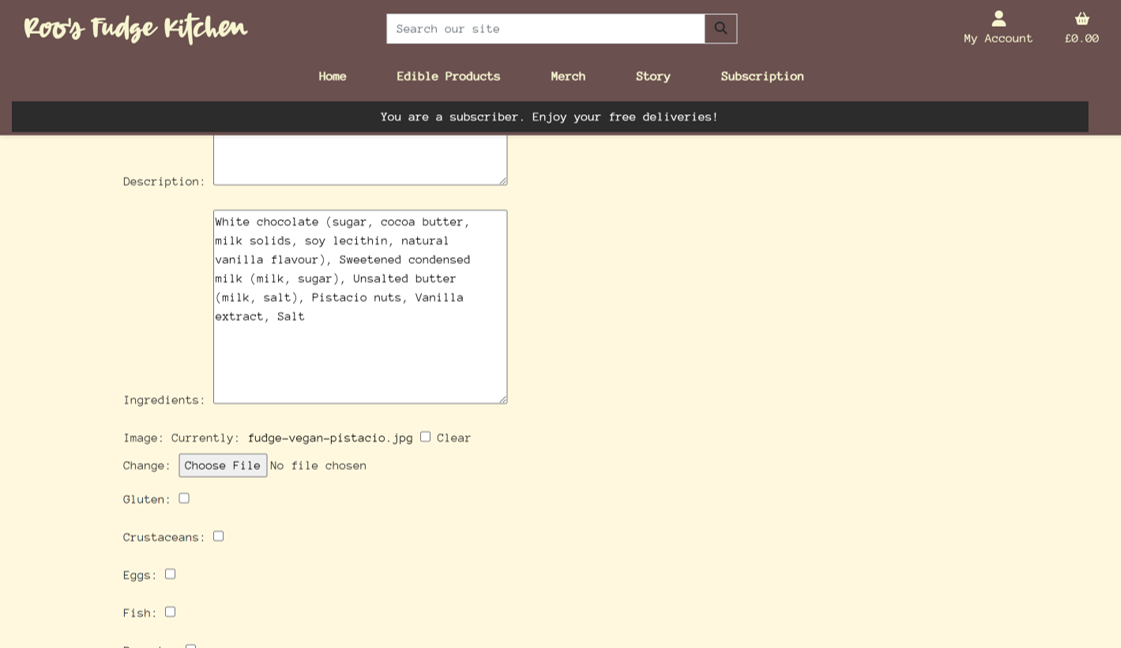 Roo's Fudge Kitchen
Search our site
My Account
£0.00
Home
Edible Products
Merch
Story
Subscription
You are a subscriber. Enjoy your free deliveries!
Description:
White chocolate (sugar, cocoa butter,
milk solids, soy lecithin, natural
vanilla flavour), Sweetened condensed
milk (milk, sugar), Unsalted butter
(milk, salt), Pistacio nuts, Vanilla
extract, Salt
Ingredients:
Image: Currently: fudge-vegan-pistacio.jpg Clear
Change: Choose File No file chosen
Gluten:
Crustaceans:
Eggs:
Fish: